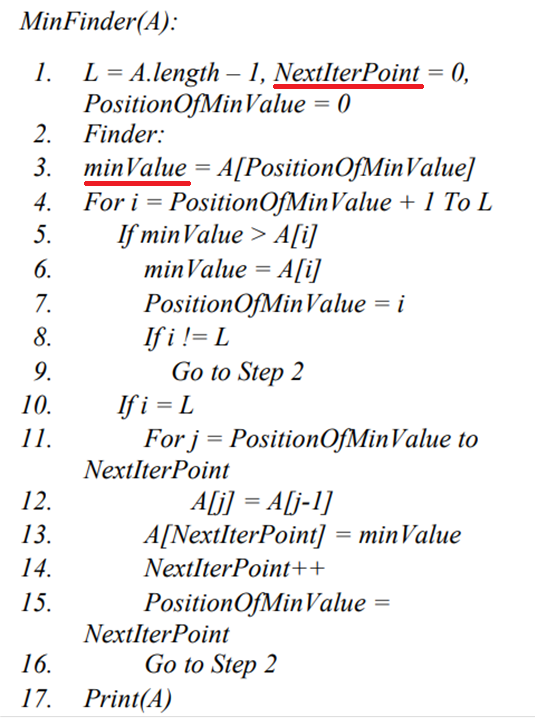 MinFinder(A):
1. L = A.length – 1, NextIterPoint = 0,
PositionOfMinValue = 0
2. Finder:
3. minValue = A[PositionOfMinValue]
4. For i = PositionOfMinValue + 1 To L
5. If minValue > A[i]
6. minValue = A[i]
7. PositionOfMinValue = i
8. If i != L
9. Go to Step 2
10. If i = L
11. For j = PositionOfMinValue to
NextIterPoint
12. A[j] = A[j-1]
13. A[NextIterPoint] = minValue
14. NextIterPoint++
15. PositionOfMinValue =
NextIterPoint
16. Go to Step 2
17. Print(A)